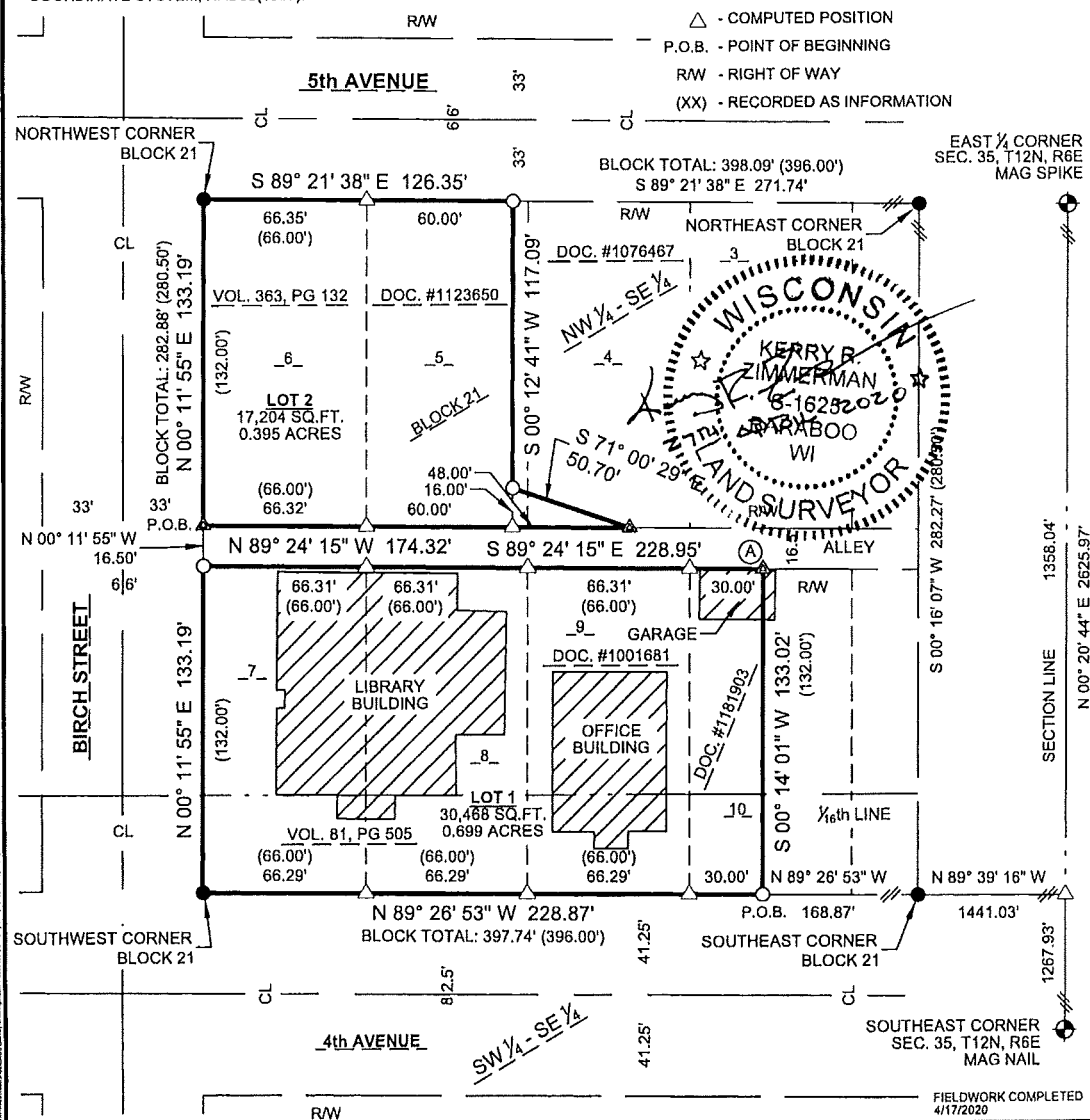 R/W
△ - COMPUTED POSITION
P.O.B. - POINT OF BEGINNING
R/W - RIGHT OF WAY
(XX) - RECORDED AS INFORMATION
5th AVENUE
33'
CL
66'
CL
33'
NORTHWEST CORNER
BLOCK 21
EAST ¼ CORNER
SEC. 35, T12N, R6E
MAG SPIKE
BLOCK TOTAL: 398.09' (396.00')
S 89° 21' 38" E 126.35'
S 89° 21' 38" E 271.74'
R/W
NORTHEAST CORNER
BLOCK 21
66.35'
(66.00')
60.00'
CL
R/W
BLOCK TOTAL: 282.88' (280.50')
N 00° 11' 55" E 133.19'
(132.00')
VOL. 363, PG 132
DOC. #1123650
DOC. #1076467
S 00° 12' 41" W 117.09'
NW ¼ - SE ¼
3
4
5
6
LOT 2
17,204 SQ.FT.
0.395 ACRES
BLOCK 21
WISCONSIN
KERRY R.
ZIMMERMAN
S-1625
BARABOO
WI
LAND SURVEYOR
2020
S 71° 00' 29" E
50.70'
48.00'
16.00'
(66.00')
66.32'
60.00'
33'
33'
P.O.B.
R/W
N 00° 11' 55" W
16.50'
66'
N 89° 24' 15" W 174.32'
S 89° 24' 15" E 228.95'
A
ALLEY
R/W
66.31'
(66.00')
66.31'
(66.00')
66.31'
(66.00')
30.00'
GARAGE
9
DOC. #1001681
S 00° 16' 07" W 282.27' (280.50')
SECTION LINE 1358.04'
N 00° 20' 44" E 2625.97'
BIRCH STREET
N 00° 11' 55" E 133.19'
(132.00')
7
LIBRARY
BUILDING
OFFICE
BUILDING
DOC. #1181903
S 00° 14' 01" W 133.02'
(132.00')
8
LOT 1
30,468 SQ.FT.
0.699 ACRES
10
1/16th LINE
CL
VOL. 81, PG 505
(66.00')
66.29'
(66.00')
66.29'
(66.00')
66.29'
30.00'
N 89° 26' 53" W
N 89° 39' 16" W
N 89° 26' 53" W 228.87'
P.O.B. 168.87'
1441.03'
BLOCK TOTAL: 397.74' (396.00')
SOUTHWEST CORNER
BLOCK 21
SOUTHEAST CORNER
BLOCK 21
41.25'
1267.93'
CL
82.5'
CL
4th AVENUE
SW ¼ - SE ¼
41.25'
SOUTHEAST CORNER
SEC. 35, T12N, R6E
MAG NAIL
R/W
FIELDWORK COMPLETED
4/17/2020